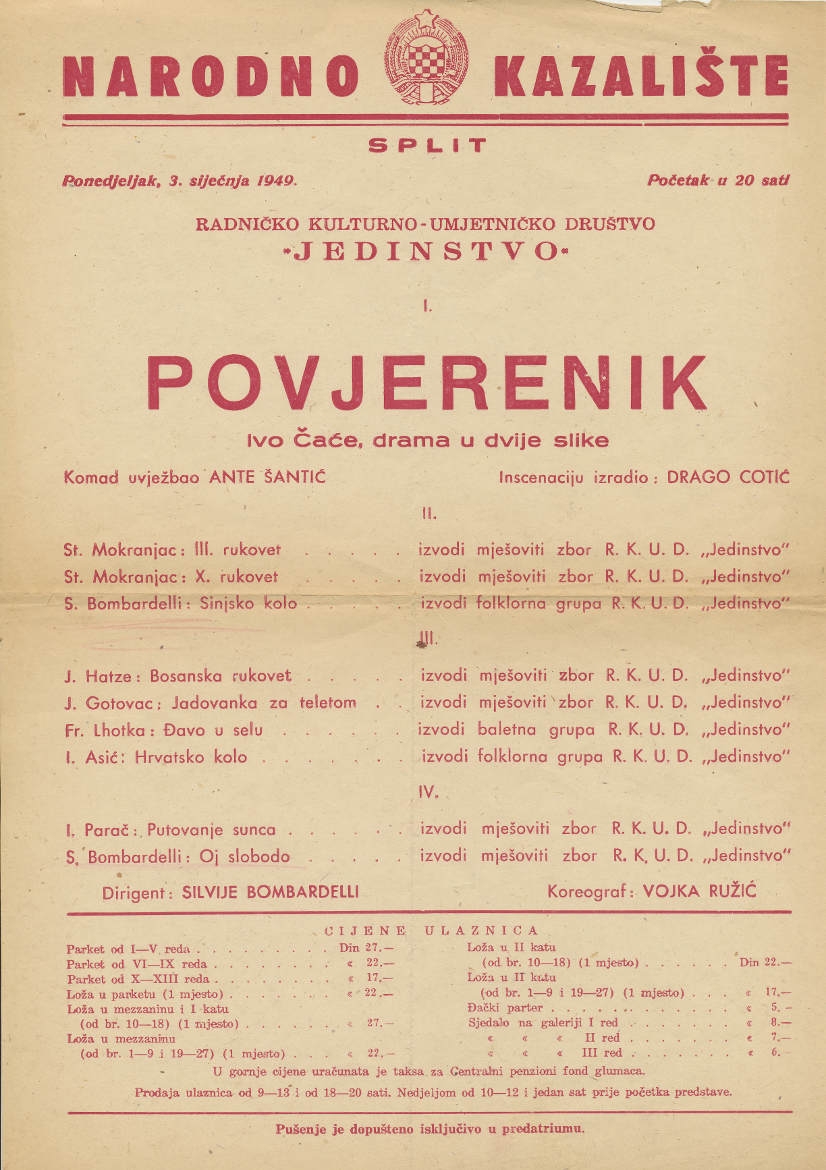 NARODNO KAZALIŠTE
SPLIT
Ponedjeljak, 3. siječnja 1949. Početak u 20 sati
RADNIČKO KULTURNO-UMJETNIČKO DRUŠTVO
»JEDINSTVO«
I.
POVJERENIK
Ivo Čaće, drama u dvije slike
Komad uvježbao ANTE ŠANTIĆ Inscenaciju izradio: DRAGO COTIĆ
II.
St. Mokranjac: III. rukovet . . . . . izvodi mješoviti zbor R. K. U. D. „Jedinstvo"
St. Mokranjac: X. rukovet . . . . . izvodi mješoviti zbor R. K. U. D. „Jedinstvo"
S. Bombardelli: Sinjsko kolo . . . . . izvodi folklorna grupa R. K. U. D. „Jedinstvo"
III.
J. Hatze: Bosanska rukovet . . . . . izvodi mješoviti zbor R. K. U. D. „Jedinstvo"
J. Gotovac: Jadovanka za teletom . . izvodi mješoviti zbor R. K. U. D. „Jedinstvo"
Fr. Lhotka: Đavo u selu . . . . . . izvodi baletna grupa R. K. U. D. „Jedinstvo"
I. Asić: Hrvatsko kolo . . . . . . . izvodi folklorna grupa R. K. U. D. „Jedinstvo"
IV.
I. Parač: Putovanje sunca . . . . . izvodi mješoviti zbor R. K. U. D. „Jedinstvo"
S. Bombardelli: Oj slobodo . . . . . izvodi mješoviti zbor R. K. U. D. „Jedinstvo"
Dirigent: SILVIJE BOMBARDELLI Koreograf: VOJKA RUŽIĆ
CIJENE ULAZNICA
Parket od I—V reda . . . . . . . . . Din 27.—
Parket od VI—IX reda . . . . . . . . « 22.—
Parket od X—XIII reda . . . . . . . . « 17.—
Loža u parketu (1 mjesto) . . . . . . . « 22.—
Loža u mezzaninu i I katu
(od br. 10—18) (1 mjesto) . . . . . . « 27.—
Loža u mezzaninu
(od br. 1—9 i 19—27) (1 mjesto) . . . . « 22.—
Loža u II katu
(od br. 10—18) (1 mjesto) . . . . . . Din 22.—
Loža u II katu
(od br. 1—9 i 19—27) (1 mjesto) . . . « 17.—
Đački parter . . . . . . . . . . . « 5.—
Sjedalo na galeriji I red . . . . . . . « 8.—
« « « II red . . . . . . . « 7.—
« « « III red . . . . . . . « 6.—
U gornje cijene uračunata je taksa za Centralni penzioni fond glumaca.
Prodaja ulaznica od 9—13 i od 18—20 sati. Nedjeljom od 10—12 i jedan sat prije početka predstave.
Pušenje je dopušteno isključivo u predatriumu.